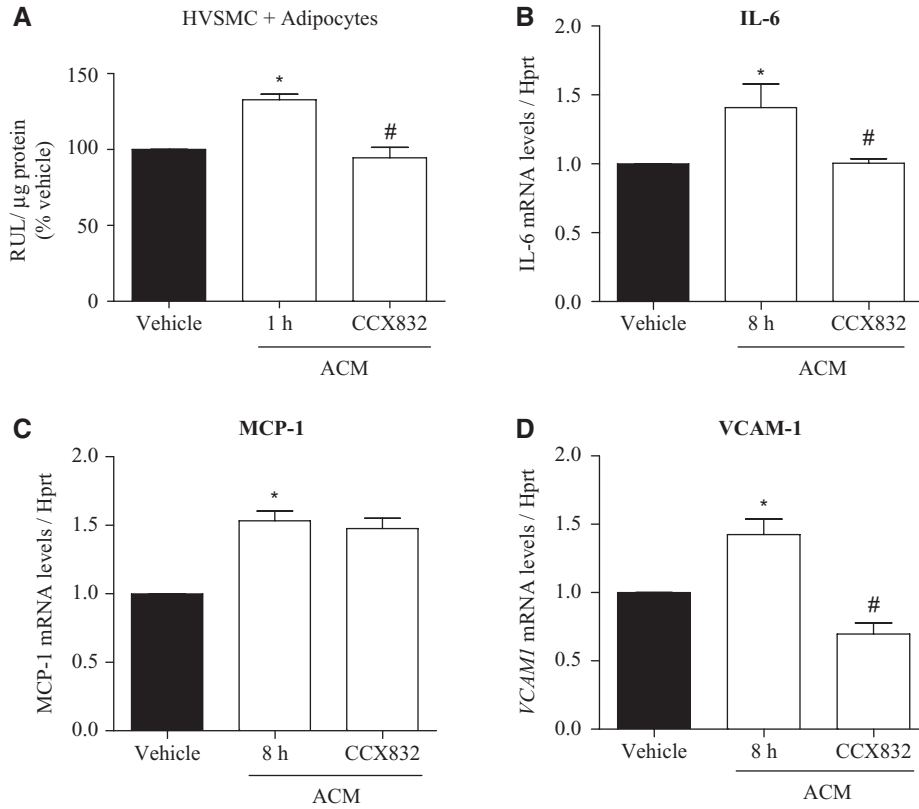 A
HVSMC + Adipocytes
RUL/ μg protein
(% vehicle)
150
100
50
0
*
#
Vehicle
1 h
CCX832
ACM
B
IL-6
IL-6 mRNA levels / Hprt
2.0
1.5
1.0
0.5
0.0
*
#
Vehicle
8 h
CCX832
ACM
C
MCP-1
MCP-1 mRNA levels / Hprt
2.0
1.5
1.0
0.5
0.0
*
Vehicle
8 h
CCX832
ACM
D
VCAM-1
VCAM1 mRNA levels / Hprt
2.0
1.5
1.0
0.5
0.0
*
#
Vehicle
8 h
CCX832
ACM